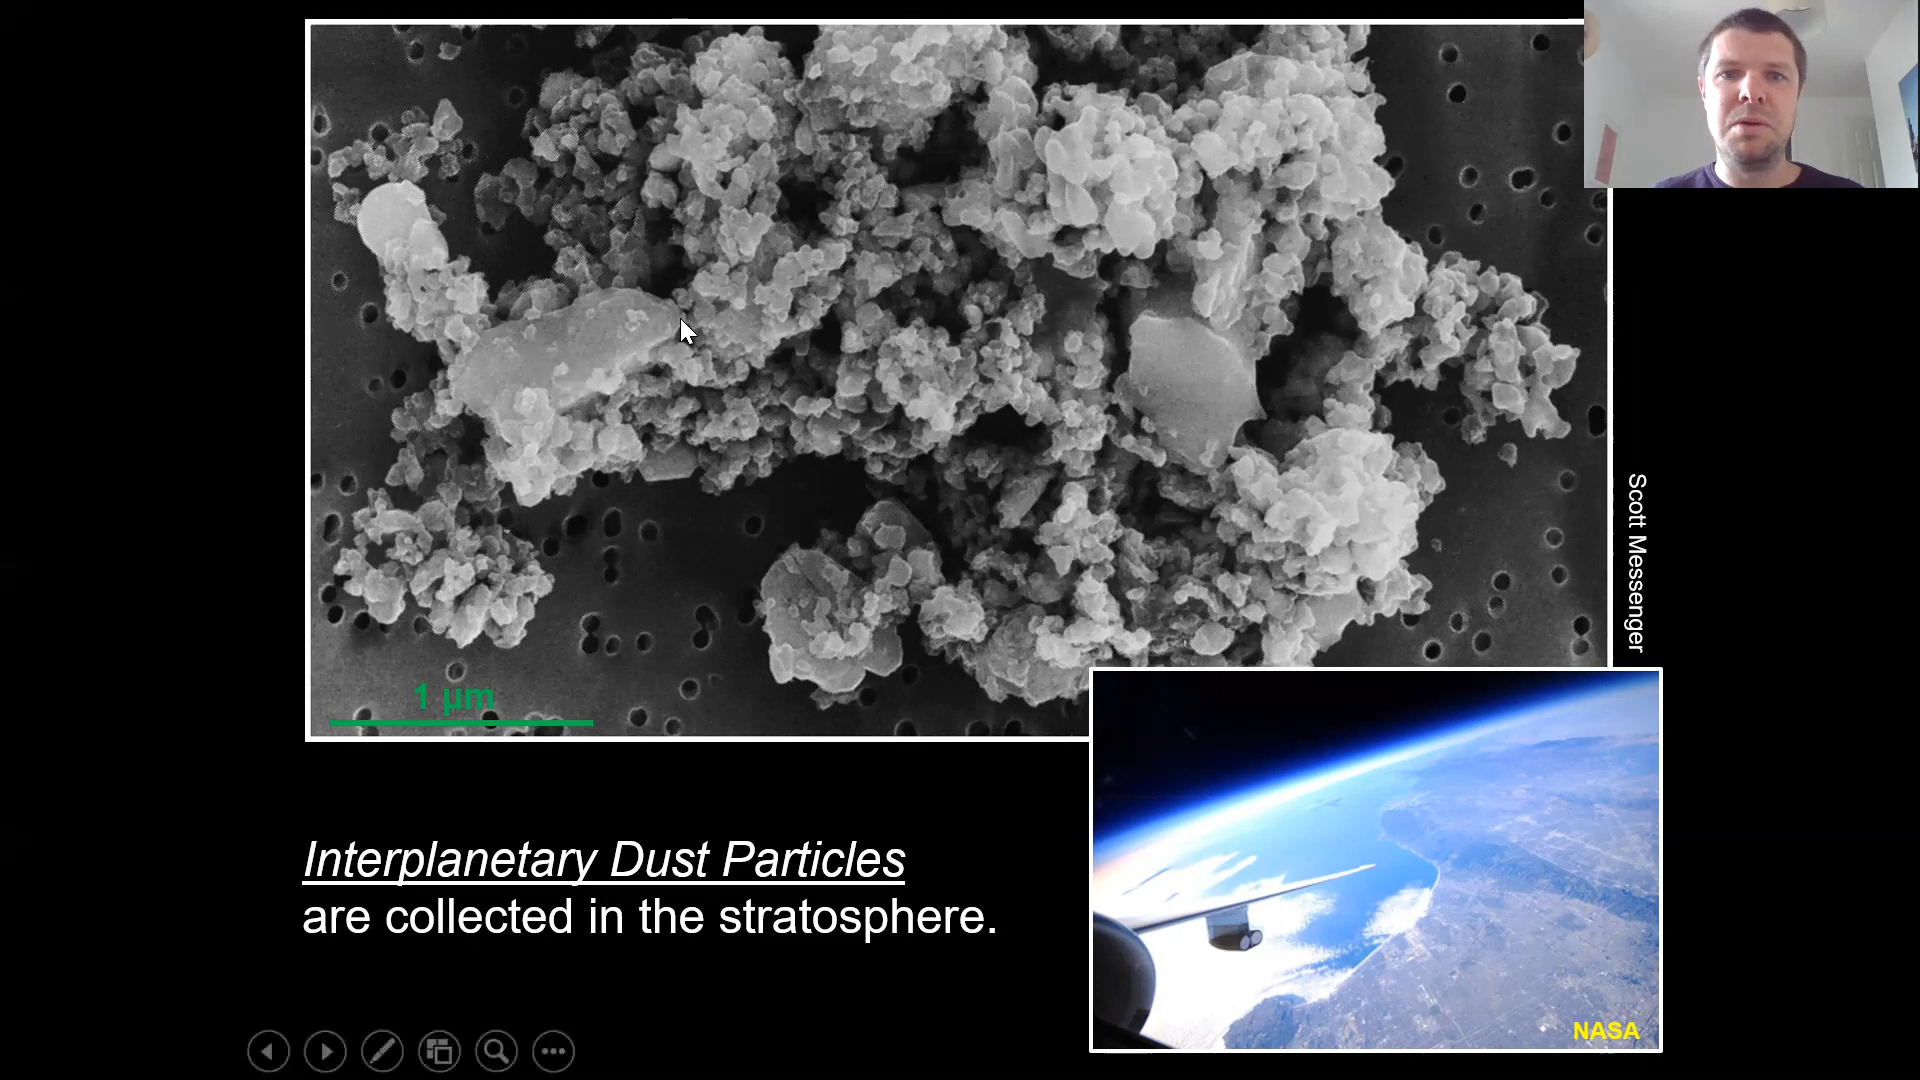 Scott Messenger
1 µm
Interplanetary Dust Particles
are collected in the stratosphere.
NASA